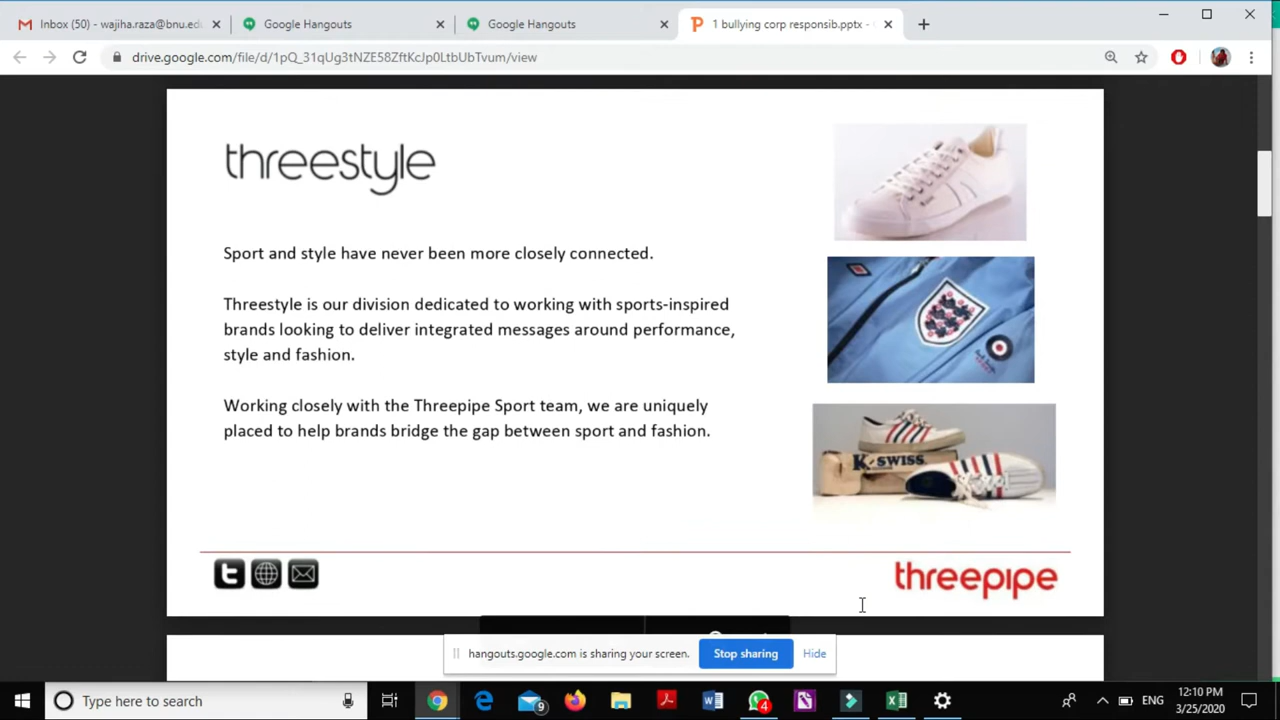 Inbox (50) - wajiha.raza@bnu.ed
Google Hangouts
Google Hangouts
1 bullying corp responsib.pptx -
drive.google.com/file/d/1pQ_31qUg3tNZE58ZftKcJp0LtbUbTvum/view
threestyle
Sport and style have never been more closely connected.
Threestyle is our division dedicated to working with sports-inspired
brands looking to deliver integrated messages around performance,
style and fashion.
Working closely with the Threepipe Sport team, we are uniquely
placed to help brands bridge the gap between sport and fashion.
K SWISS
threepipe
hangouts.google.com is sharing your screen.
Stop sharing
Hide
Type here to search
9
4
ENG
12:10 PM
3/25/2020